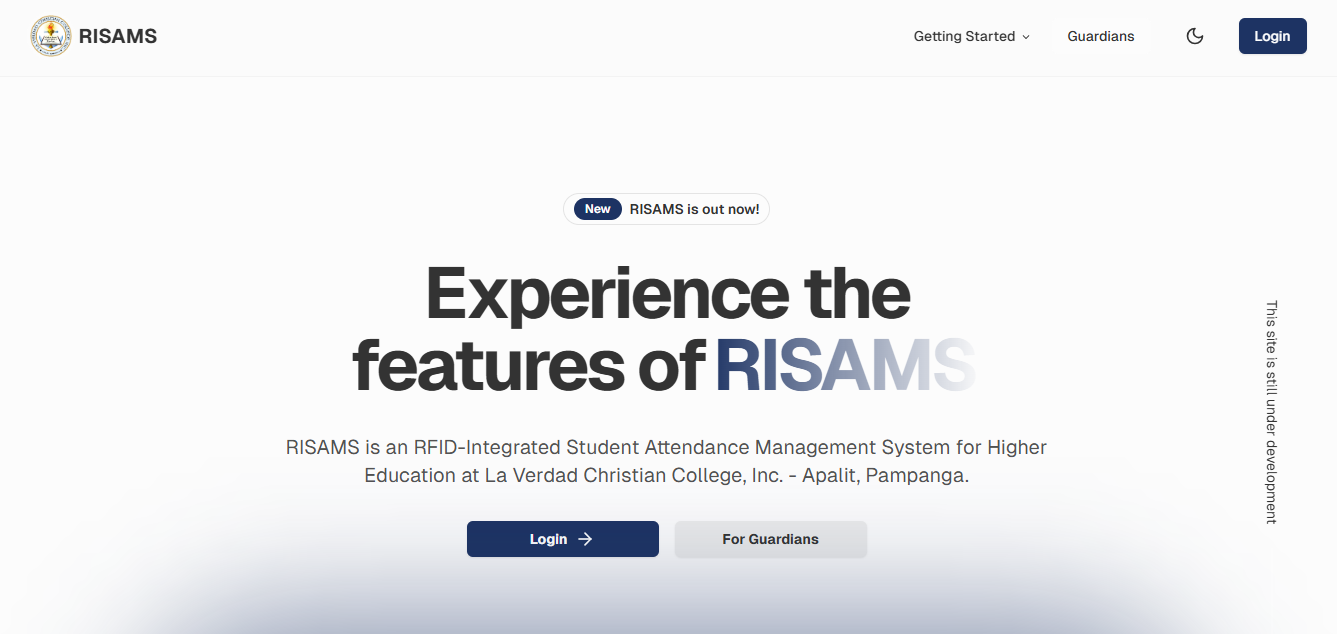 RISAMS
Getting Started
Guardians
Login
New RISAMS is out now!
Experience the
features of RISAMS
RISAMS is an RFID-Integrated Student Attendance Management System for Higher
Education at La Verdad Christian College, Inc. - Apalit, Pampanga.
Login
For Guardians
This site is still under development